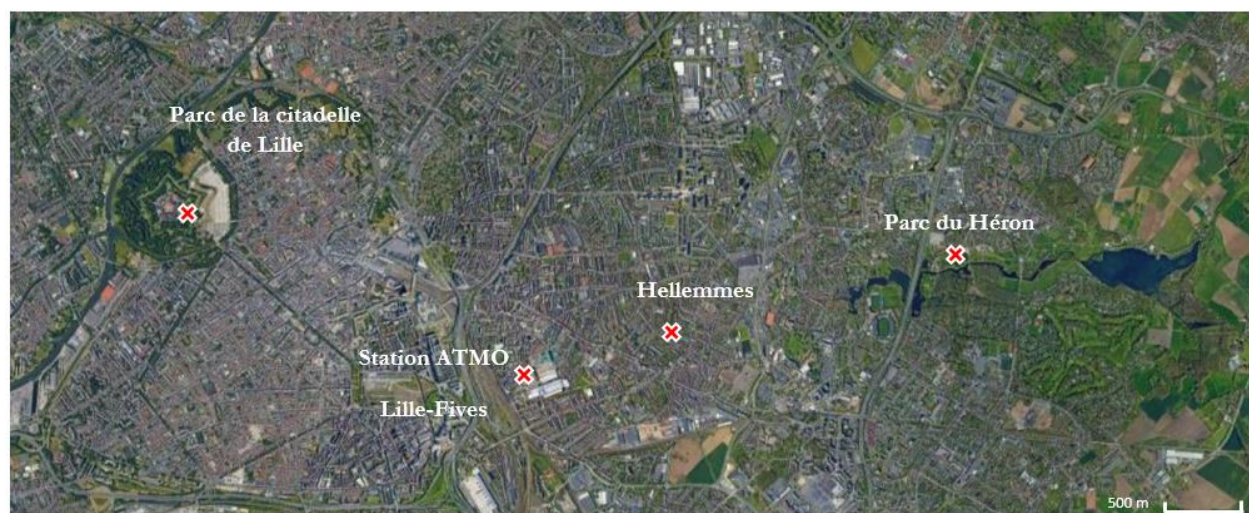 Parc de la citadelle
de Lille
Parc du Héron
Hellemmes
Station ATMO
Lille-Fives
500 m